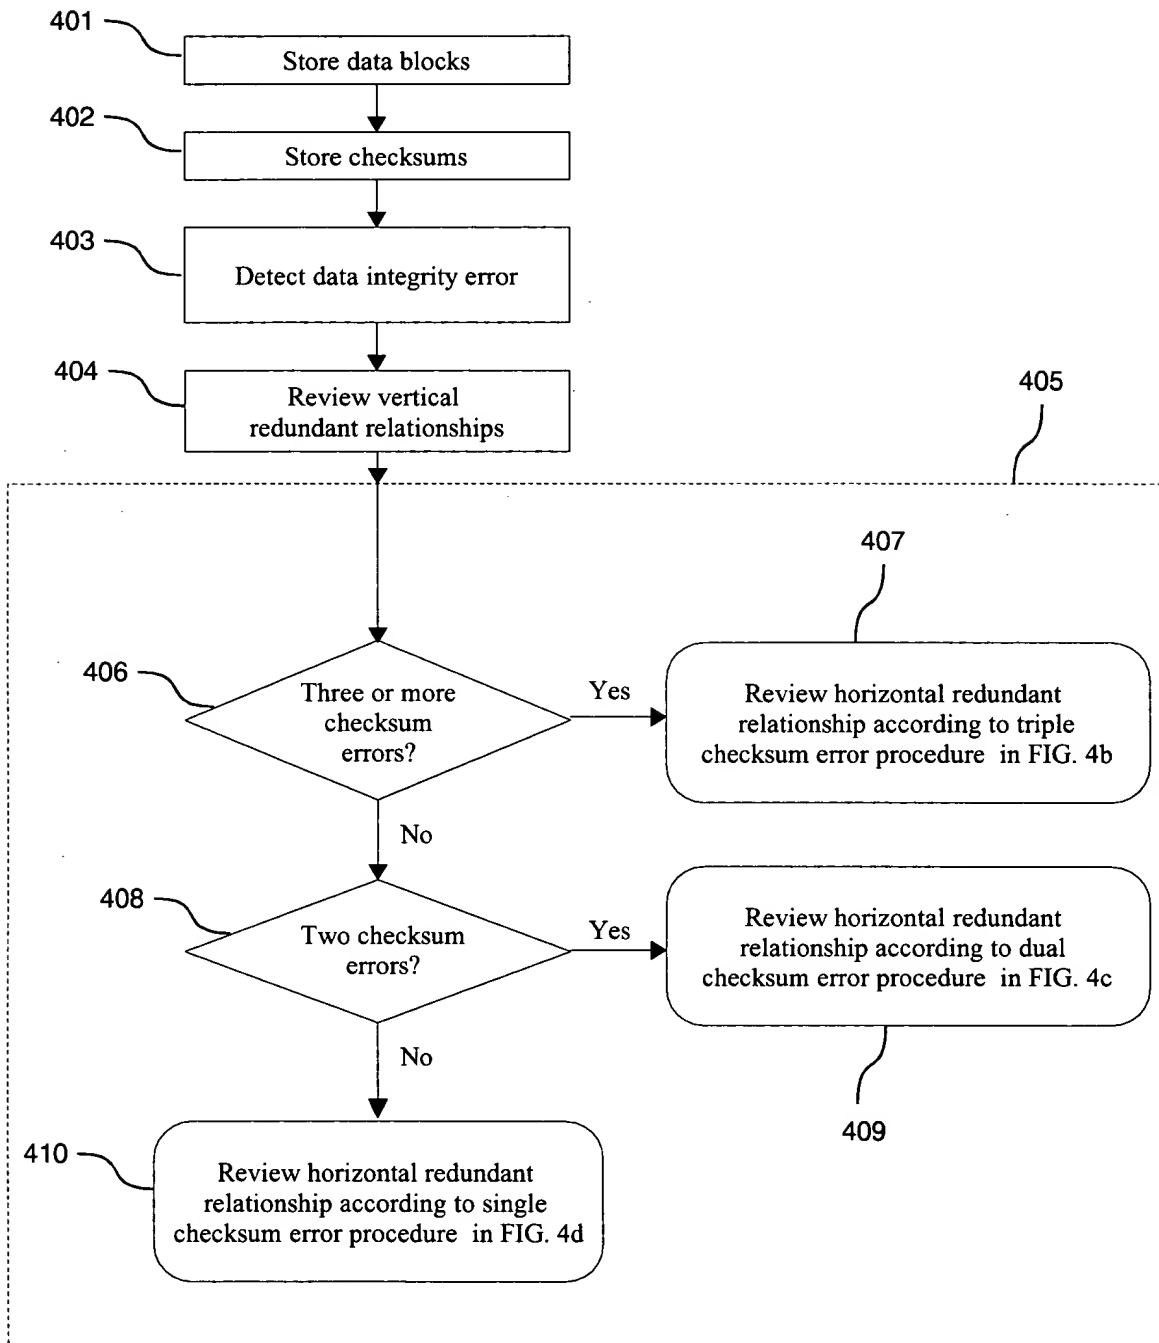 401
Store data blocks
402
Store checksums
403
Detect data integrity error
404
Review vertical
redundant relationships
405
407
406
Three or more
checksum
errors?
Yes
Review horizontal redundant
relationship according to triple
checksum error procedure in FIG. 4b
No
408
Two checksum
errors?
Yes
Review horizontal redundant
relationship according to dual
checksum error procedure in FIG. 4c
No
409
410
Review horizontal redundant
relationship according to single
checksum error procedure in FIG. 4d